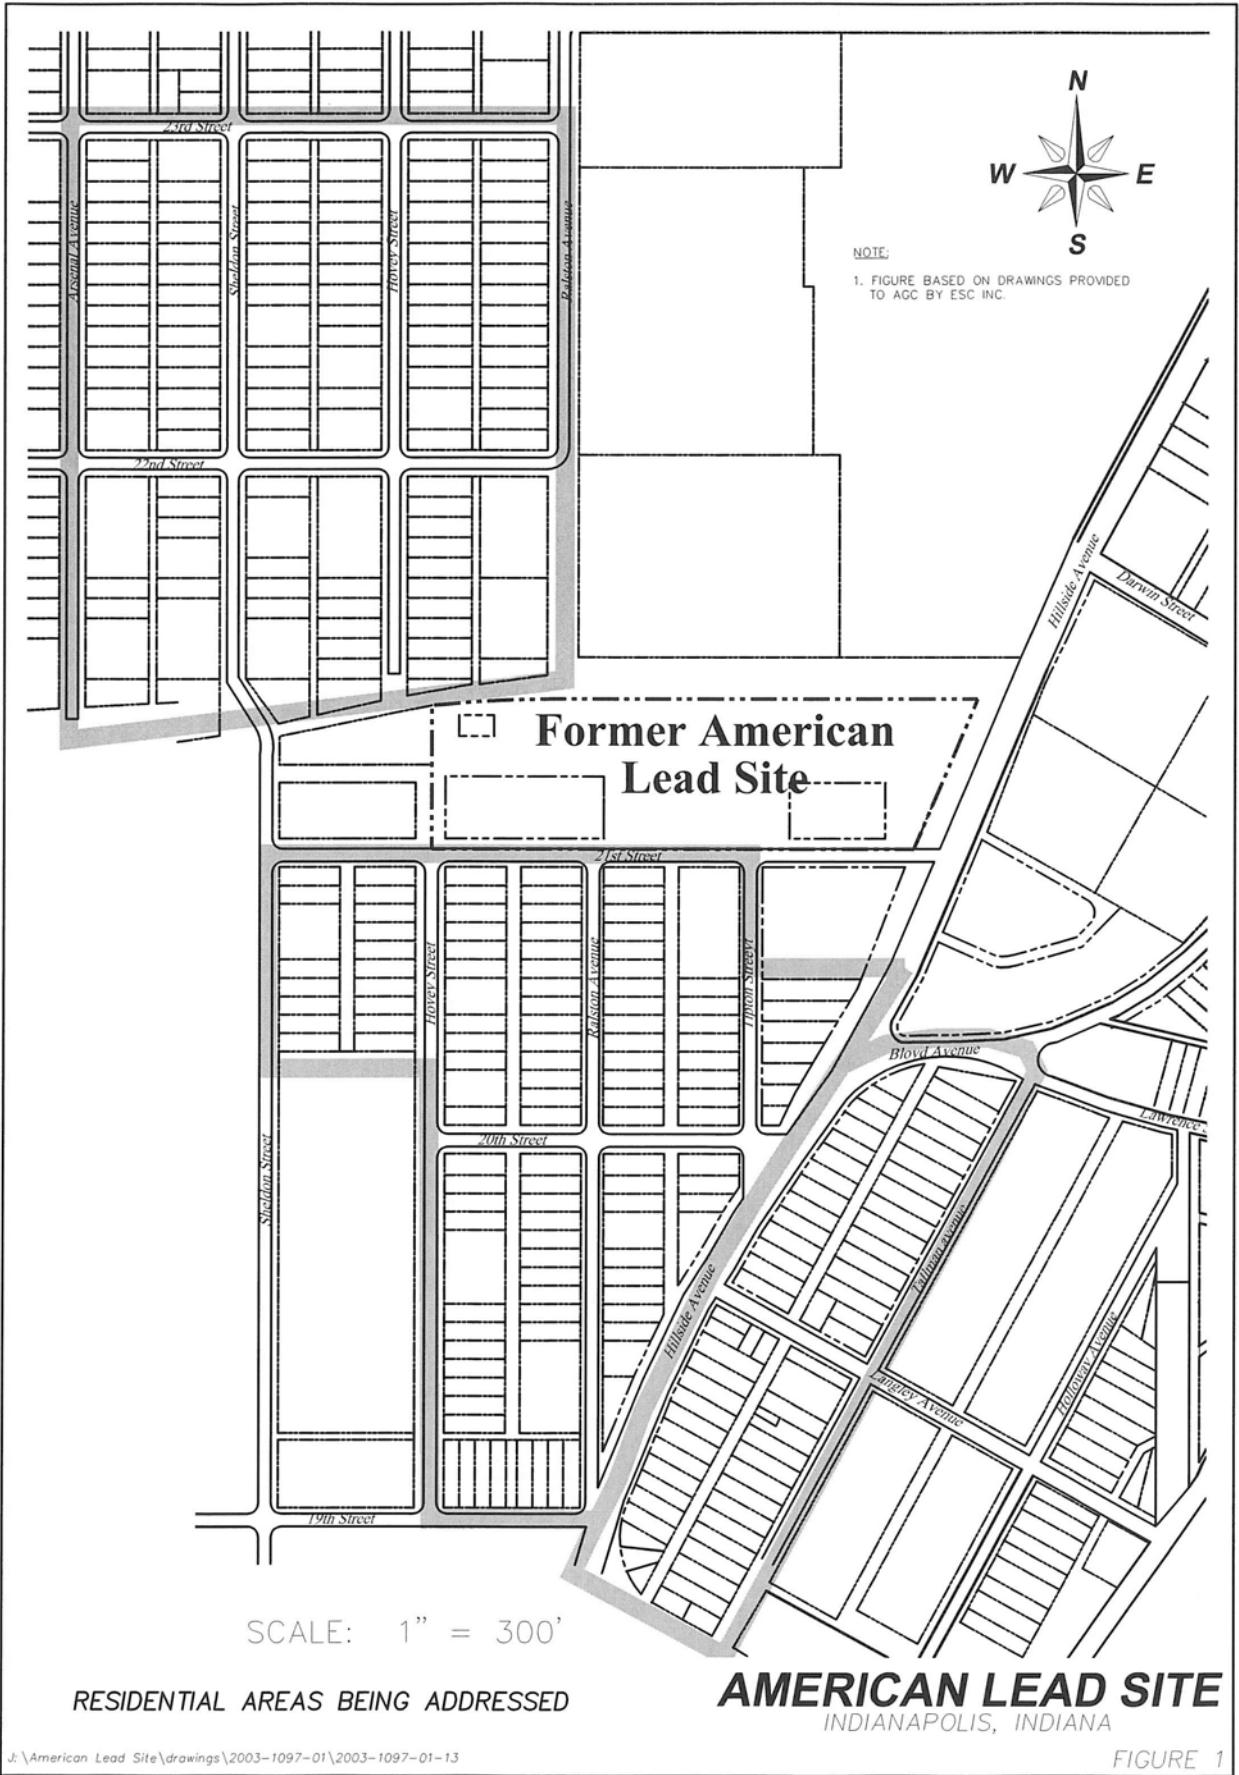 N
W
E
S
NOTE:
1. FIGURE BASED ON DRAWINGS PROVIDED
TO AGC BY ESC INC.
23rd Street
Arsenal Avenue
Sheldon Street
Hovey Street
Ralston Avenue
22nd Street
Hillside Avenue
Darwin Street
Former American
Lead Site
21st Street
Hovey Street
Ralston Avenue
Tipton Streeyt
Bloyd Avenue
Lawrence
20th Street
Sheldon Street
Tallman avenue
Hillside Avenue
Holloway Avenue
Langley Avenue
19th Street
SCALE: 1" = 300'
RESIDENTIAL AREAS BEING ADDRESSED
AMERICAN LEAD SITE
INDIANAPOLIS, INDIANA
J:\American Lead Site\drawings\2003-1097-01\2003-1097-01-13
FIGURE 1